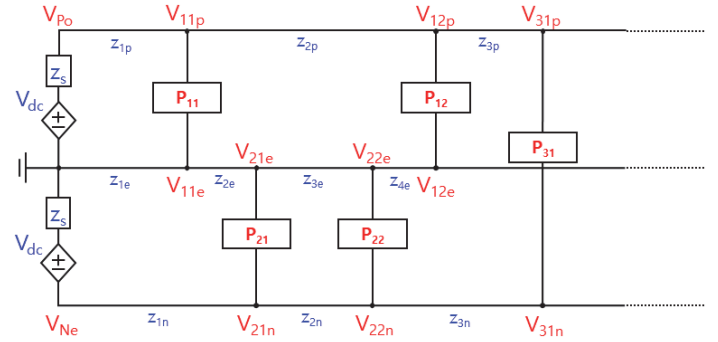 V_Po V_11p V_12p V_31p
z_1p z_2p z_3p
z_s
V_dc
P_11 P_12
P_31
V_21e V_22e
z_1e z_2e z_3e z_4e
V_11e V_12e
z_s
P_21 P_22
V_dc
z_1n z_2n z_3n
V_Ne V_21n V_22n V_31n